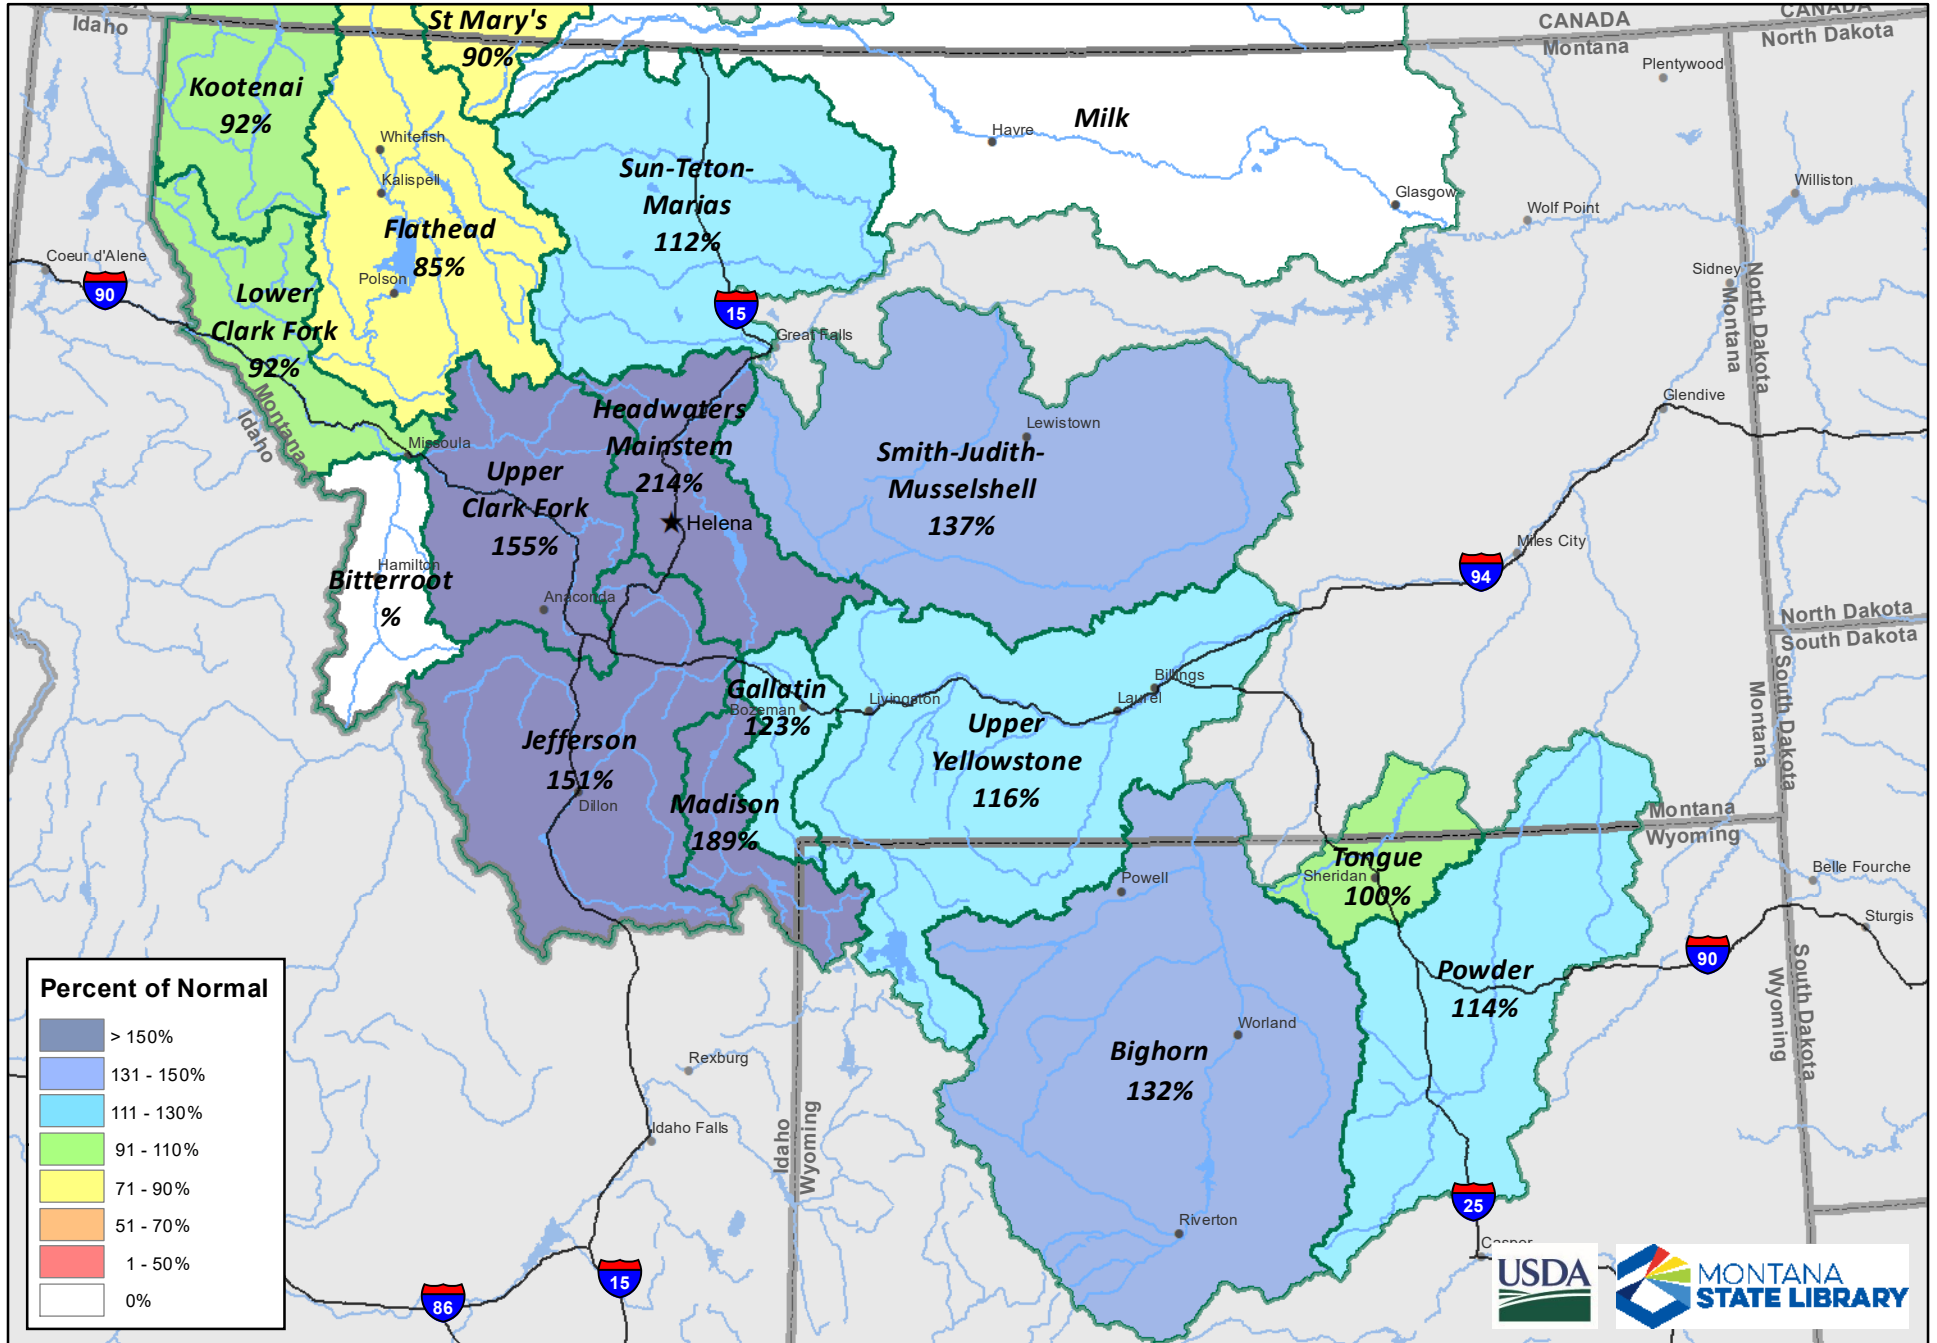 Idaho
CANADA
Montana
CANADA
North Dakota
St Mary's
90%
Kootenai
92%
Plentywood
Milk
Havre
Whitefish
Kalispell
Sun-Teton-
Marias
112%
Glasgow
Williston
Wolf Point
Flathead
85%
Polson
Coeur d'Alene
90
Lower
Clark Fork
92%
15
Great Falls
Sidney
North Dakota
Montana
Glendive
Montana
Idaho
Missoula
Headwaters
Mainstem
214%
Helena
Lewistown
Smith-Judith-
Musselshell
137%
Upper
Clark Fork
155%
Miles City
94
Hamilton
Bitterroot
%
Anaconda
North Dakota
South Dakota
South Dakota
Montana
Gallatin
Bozeman
123%
Livingston
Billings
Laurel
Upper
Yellowstone
116%
Jefferson
151%
Dillon
Madison
189%
Montana
Wyoming
Tongue
Sheridan
100%
Powell
Belle Fourche
Sturgis
90
Powder
114%
South Dakota
Wyoming
Worland
Bighorn
132%
Rexburg
Idaho Falls
Idaho
Wyoming
Riverton
25
Casper
15
86
Percent of Normal
> 150%
131 - 150%
111 - 130%
91 - 110%
71 - 90%
51 - 70%
1 - 50%
0%
USDA
MONTANA
STATE LIBRARY